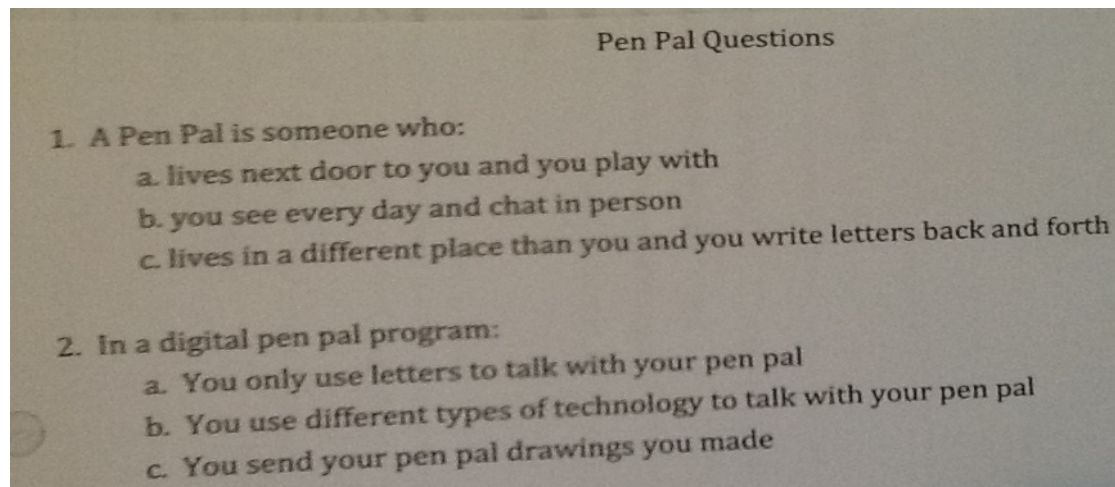 Pen Pal Questions
1. A Pen Pal is someone who:
a. lives next door to you and you play with
b. you see every day and chat in person
c. lives in a different place than you and you write letters back and forth
2. In a digital pen pal program:
a. You only use letters to talk with your pen pal
b. You use different types of technology to talk with your pen pal
c. You send your pen pal drawings you made